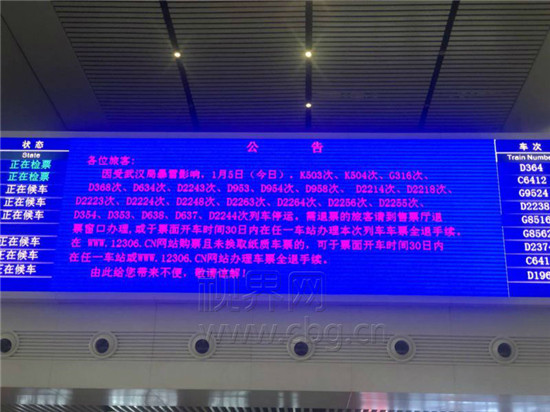 状态
State
正在检票
正在检票
正在候车
正在候车
正在候车
正在候车
正在候车
正在候车
公 告
各位旅客：
因受武汉局暴雪影响，1月5日（今日），K503次、K504次、G316次、
D368次、D634次、D2243次、D953次、D954次、D958次、 D2214次、D2218次、
D2223次、D2224次、D2248次、D2263次、D2264次、D2256次、D2255次、
D354、D353、D638、D637、D2244次列车停运，需退票的旅客请到售票厅退
票窗口办理，或于票面开车时间30日内在任一车站办理本次列车车票全退手续。
在 WWW.12306.CN网站购票且未换取纸质车票的，可于票面开车时间30日内
在任一车站或WWW.12306.CN网站办理车票全退手续。
由此给您带来不便，敬请谅解！
车次
Train Number
D364
C6412
G9524
D2238
G8516
G8562
D237
C641
D196
视界网
www.cbg.cn